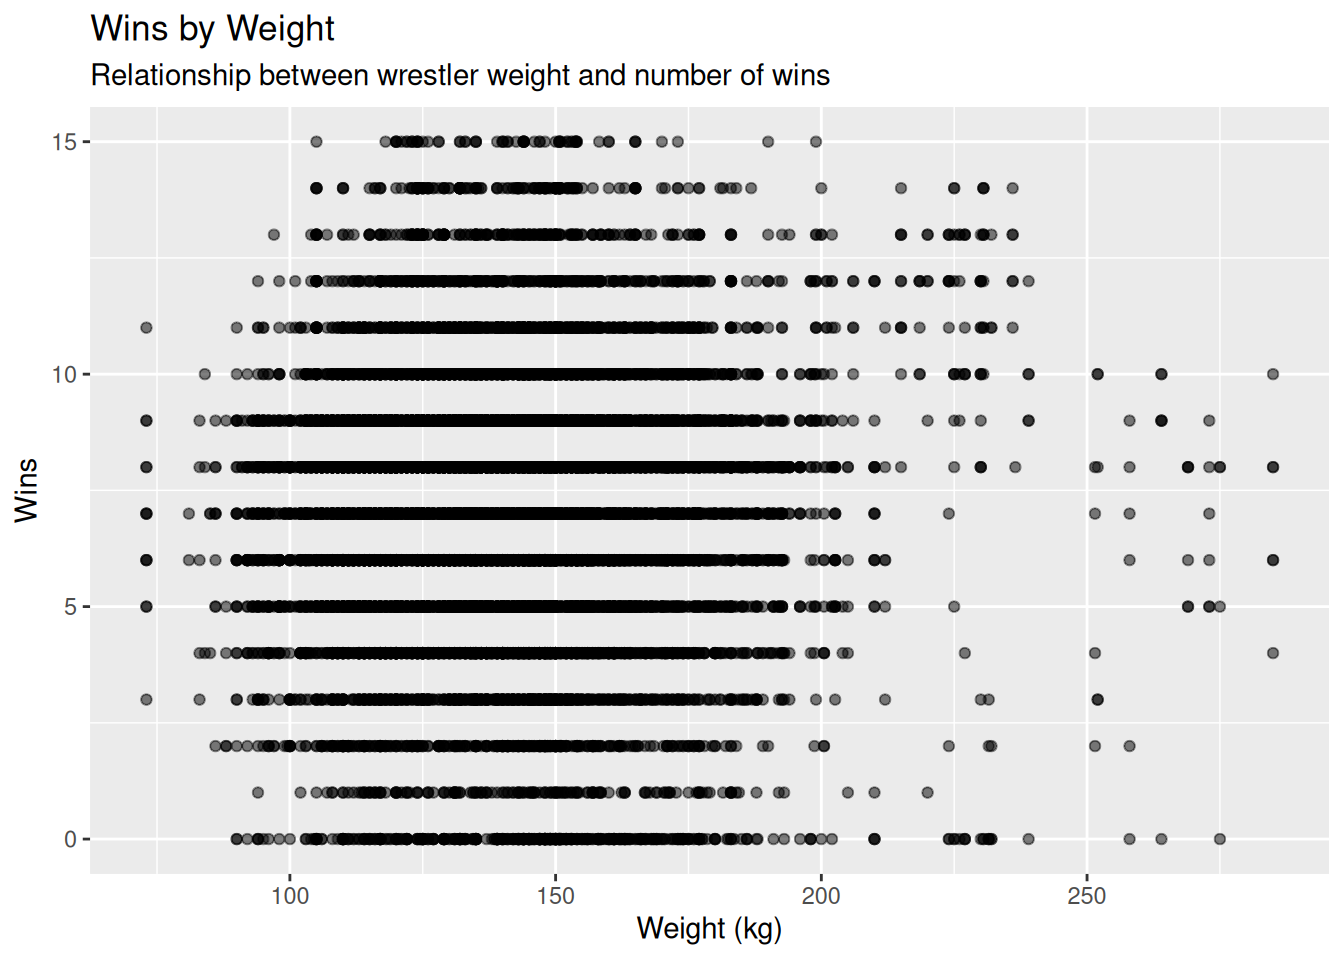 Wins by Weight
Relationship between wrestler weight and number of wins
15
10
5
0
Wins
100 150 200 250
Weight (kg)